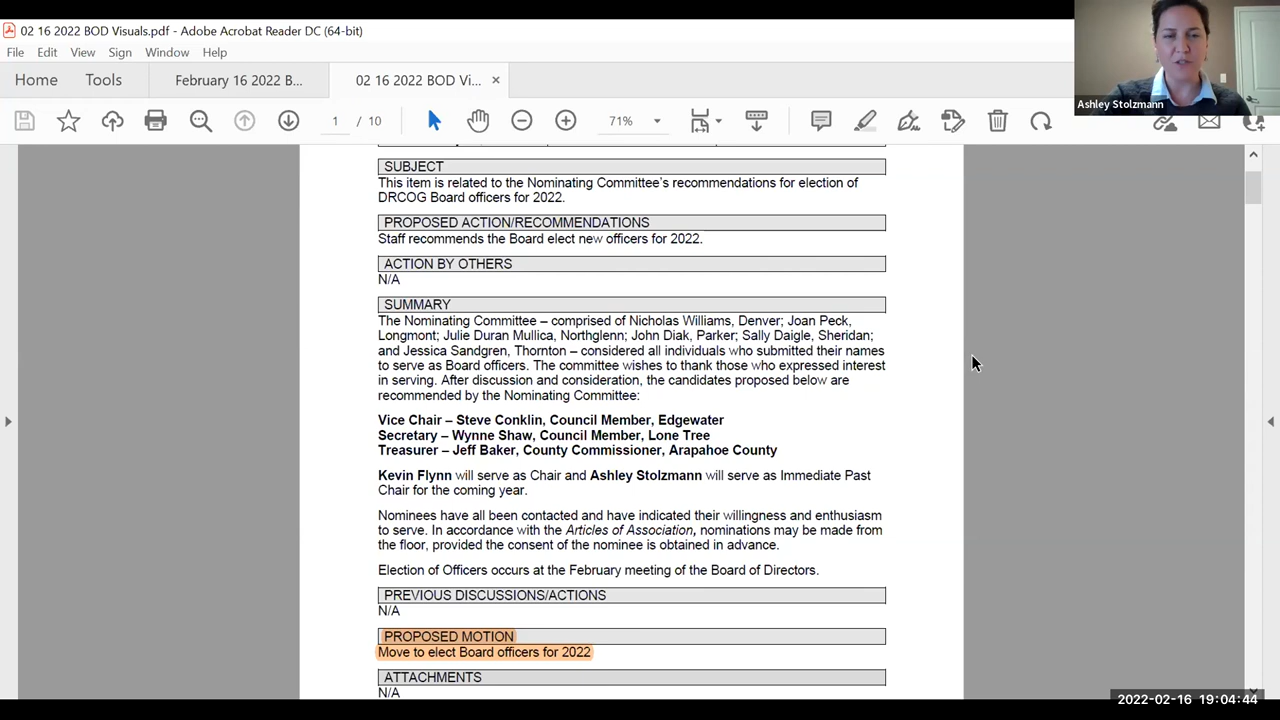 02 16 2022 BOD Visuals.pdf - Adobe Acrobat Reader DC (64-bit)
File Edit View Sign Window Help
Home Tools February 16 2022 B... 02 16 2022 BOD Vi... ×
1 / 10 71%
Ashley Stolzmann
SUBJECT
This item is related to the Nominating Committee's recommendations for election of
DRCOG Board officers for 2022.
PROPOSED ACTION/RECOMMENDATIONS
Staff recommends the Board elect new officers for 2022.
ACTION BY OTHERS
N/A
SUMMARY
The Nominating Committee – comprised of Nicholas Williams, Denver; Joan Peck,
Longmont; Julie Duran Mullica, Northglenn; John Diak, Parker; Sally Daigle, Sheridan;
and Jessica Sandgren, Thornton – considered all individuals who submitted their names
to serve as Board officers. The committee wishes to thank those who expressed interest
in serving. After discussion and consideration, the candidates proposed below are
recommended by the Nominating Committee:
Vice Chair – Steve Conklin, Council Member, Edgewater
Secretary – Wynne Shaw, Council Member, Lone Tree
Treasurer – Jeff Baker, County Commissioner, Arapahoe County
Kevin Flynn will serve as Chair and Ashley Stolzmann will serve as Immediate Past
Chair for the coming year.
Nominees have all been contacted and have indicated their willingness and enthusiasm
to serve. In accordance with the Articles of Association, nominations may be made from
the floor, provided the consent of the nominee is obtained in advance.
Election of Officers occurs at the February meeting of the Board of Directors.
PREVIOUS DISCUSSIONS/ACTIONS
N/A
PROPOSED MOTION
Move to elect Board officers for 2022
ATTACHMENTS
N/A
2022-02-16 19:04:44